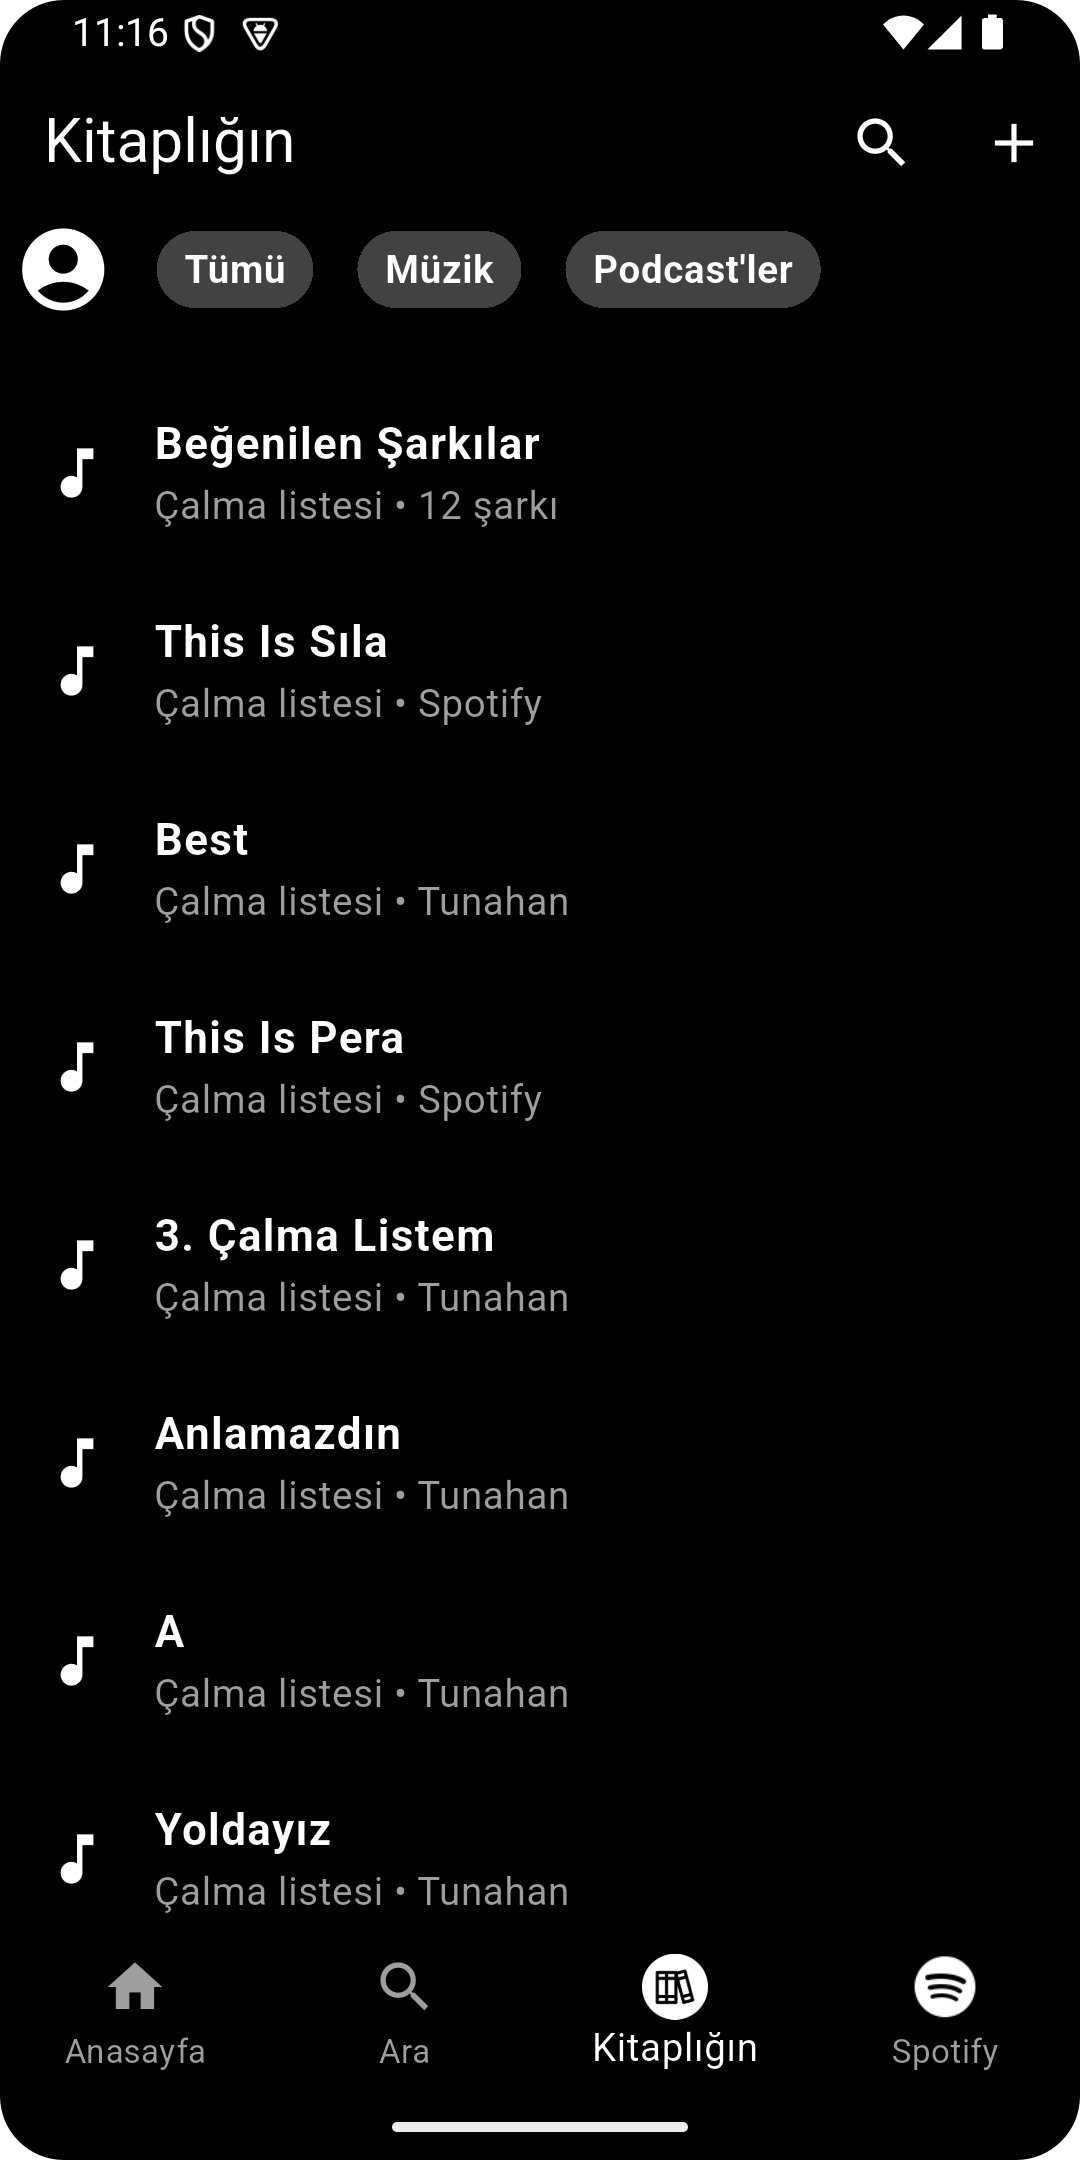 11:16
Kitaplığın
Tümü Müzik Podcast'ler
Beğenilen Şarkılar
Çalma listesi • 12 şarkı
This Is Sıla
Çalma listesi • Spotify
Best
Çalma listesi • Tunahan
This Is Pera
Çalma listesi • Spotify
3. Çalma Listem
Çalma listesi • Tunahan
Anlamazdın
Çalma listesi • Tunahan
A
Çalma listesi • Tunahan
Yoldayız
Çalma listesi • Tunahan
Anasayfa Ara Kitaplığın Spotify